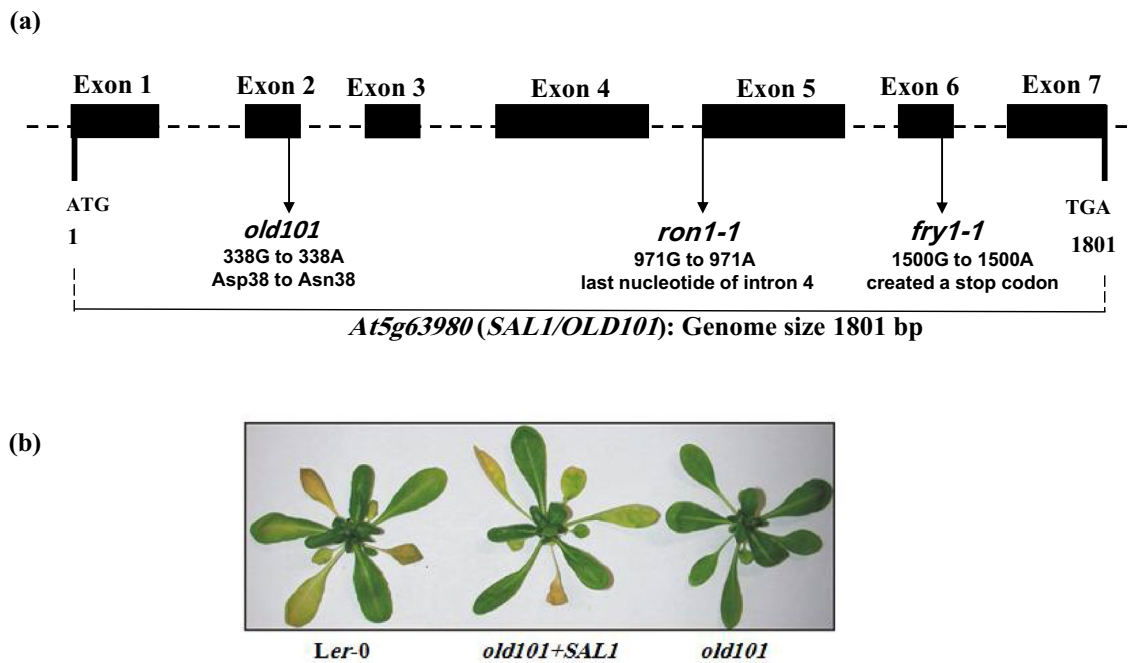 (a)
Exon 1 Exon 2 Exon 3 Exon 4 Exon 5 Exon 6 Exon 7
ATG
1
old101
338G to 338A
Asp38 to Asn38
ron1-1
971G to 971A
last nucleotide of intron 4
fry1-1
1500G to 1500A
created a stop codon
TGA
1801
At5g63980 (SAL1/OLD101): Genome size 1801 bp
(b)
Ler-0 old101+SAL1 old101